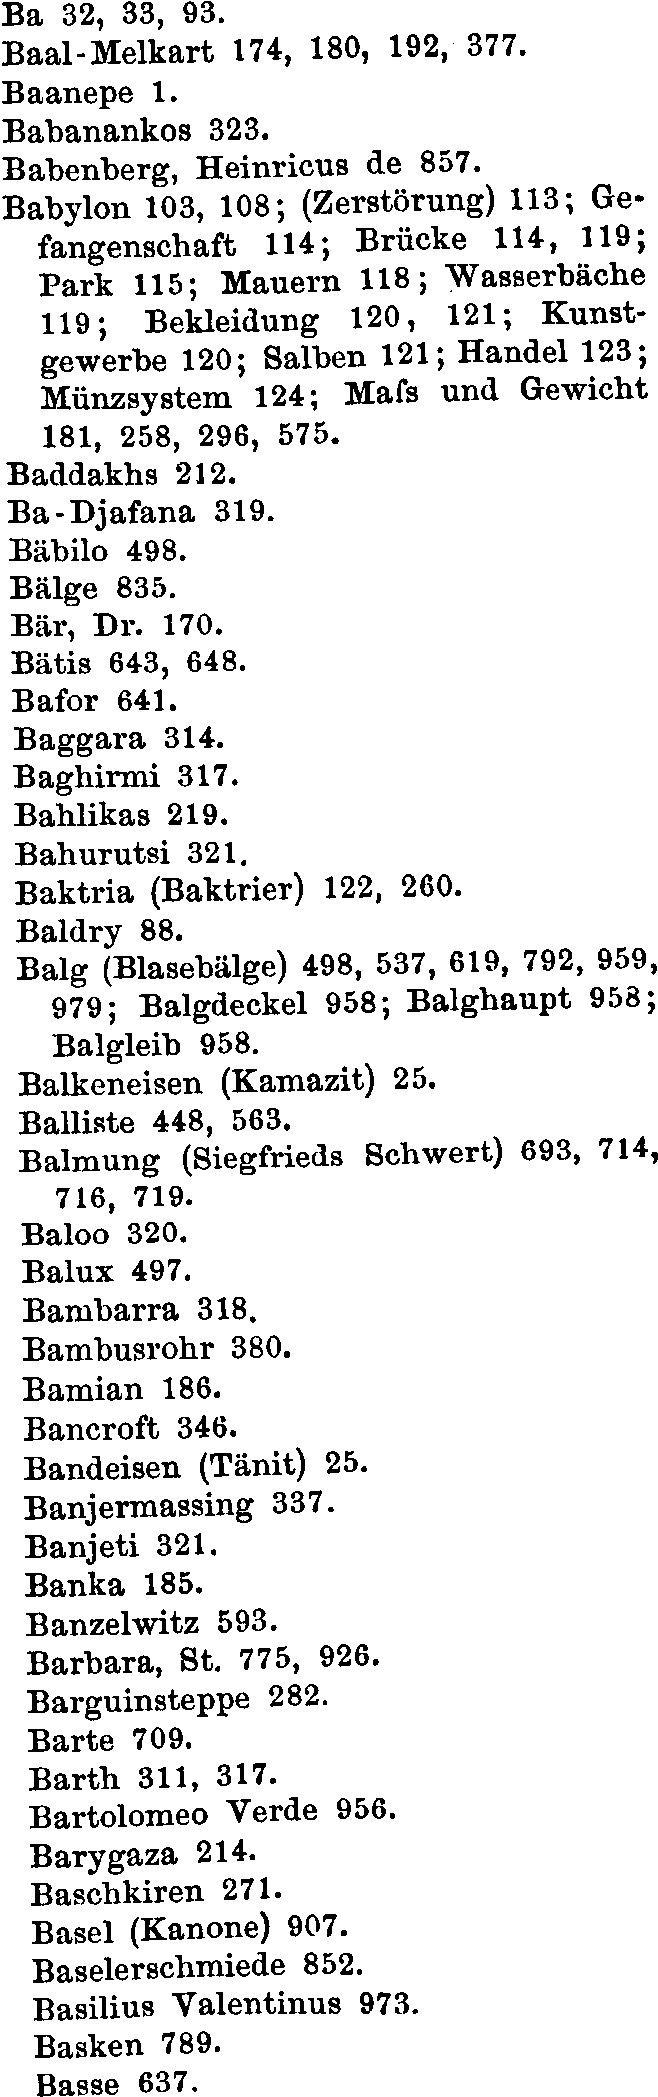 Ba 32, 33, 93.
Baal-Melkart 174, 180, 192, 377.
Baanepe 1.
Babanankos 323.
Babenberg, Heinricus de 857.
Babylon 103, 108; (Zerstörung) 113; Ge-
fangenschaft 114; Brücke 114, 119;
Park 115; Mauern 118; Wasserbäche
119; Bekleidung 120, 121; Kunst-
gewerbe 120; Salben 121; Handel 123;
Münzsystem 124; Maſs und Gewicht
181, 258, 296, 575.
Baddakhs 212.
Ba-Djafana 319.
Bäbilo 498.
Bälge 835.
Bär, Dr. 170.
Bätis 643, 648.
Bafor 641.
Baggara 314.
Baghirmi 317.
Bahlikas 219.
Bahurutsi 321.
Baktria (Baktrier) 122, 260.
Baldry 88.
Balg (Blasebälge) 498, 537, 619, 792, 959,
979; Balgdeckel 958; Balghaupt 958;
Balgleib 958.
Balkeneisen (Kamazit) 25.
Balliste 448, 563.
Balmung (Siegfrieds Schwert) 693, 714,
716, 719.
Baloo 320.
Balux 497.
Bambarra 318.
Bambusrohr 380.
Bamian 186.
Bancroft 346.
Bandeisen (Tänit) 25.
Banjermassing 337.
Banjeti 321.
Banka 185.
Banzelwitz 593.
Barbara, St. 775, 926.
Barguinsteppe 282.
Barte 709.
Barth 311, 317.
Bartolomeo Verde 956.
Barygaza 214.
Baschkiren 271.
Basel (Kanone) 907.
Baselerschmiede 852.
Basilius Valentinus 973.
Basken 789.
Basse 637.